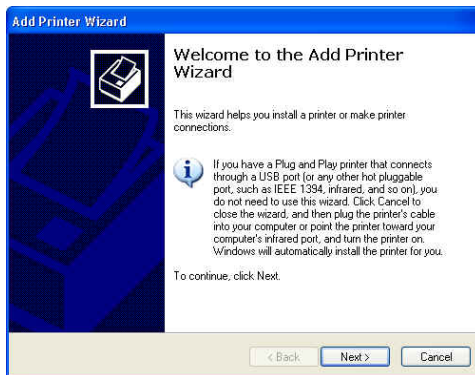 Add Printer Wizard
Welcome to the Add Printer
Wizard
This wizard helps you install a printer or make printer
connections.
If you have a Plug and Play printer that connects
through a USB port (or any other hot pluggable
port, such as IEEE 1394, infrared, and so on), you
do not need to use this wizard. Click Cancel to
close the wizard, and then plug the printer's cable
into your computer or point the printer toward your
computer's infrared port, and turn the printer on.
Windows will automatically install the printer for you.
To continue, click Next.
< Back
Next >
Cancel